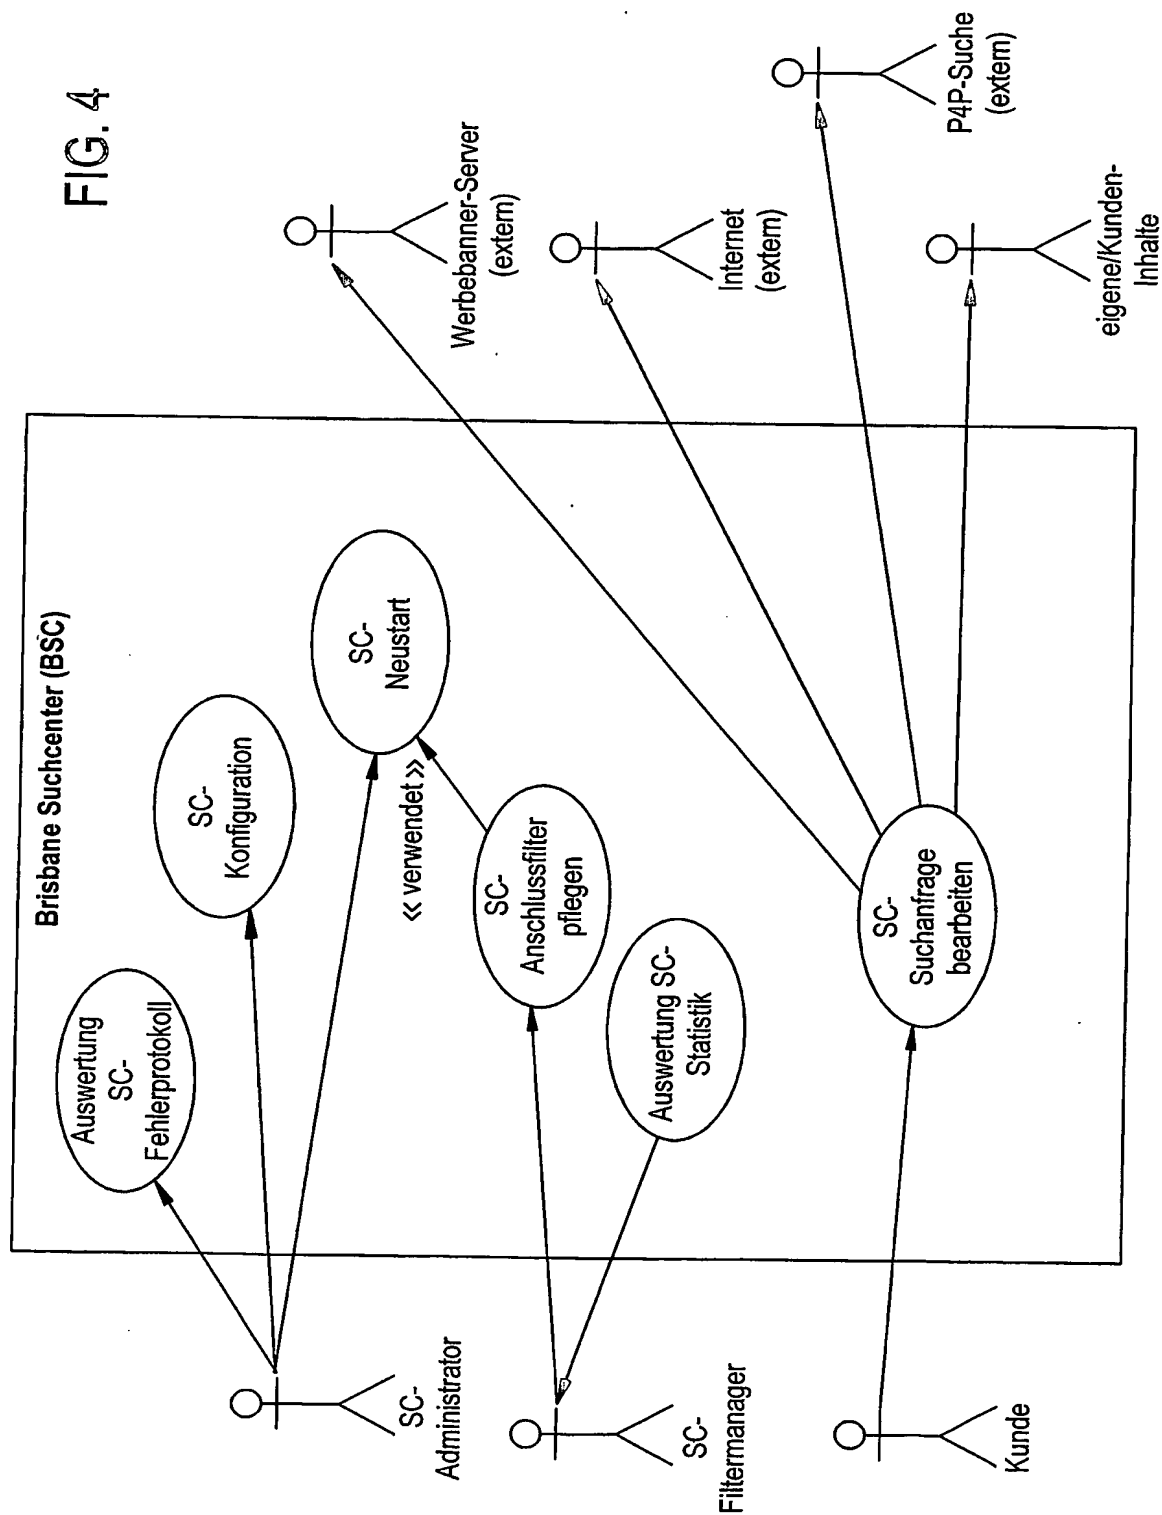 FIG. 4
Brisbane Suchcenter (BSC)
Auswertung
SC-
Fehlerprotokoll
SC-
Konfiguration
SC-
Neustart
« verwendet »
SC-
Anschlussfilter
pflegen
Auswertung SC-
Statistik
SC-
Suchanfrage
bearbeiten
SC-
Administrator
SC-
Filtermanager
Kunde
Werbebanner-Server
(extern)
Internet
(extern)
P4P-Suche
(extern)
eigene/Kunden-
Inhalte